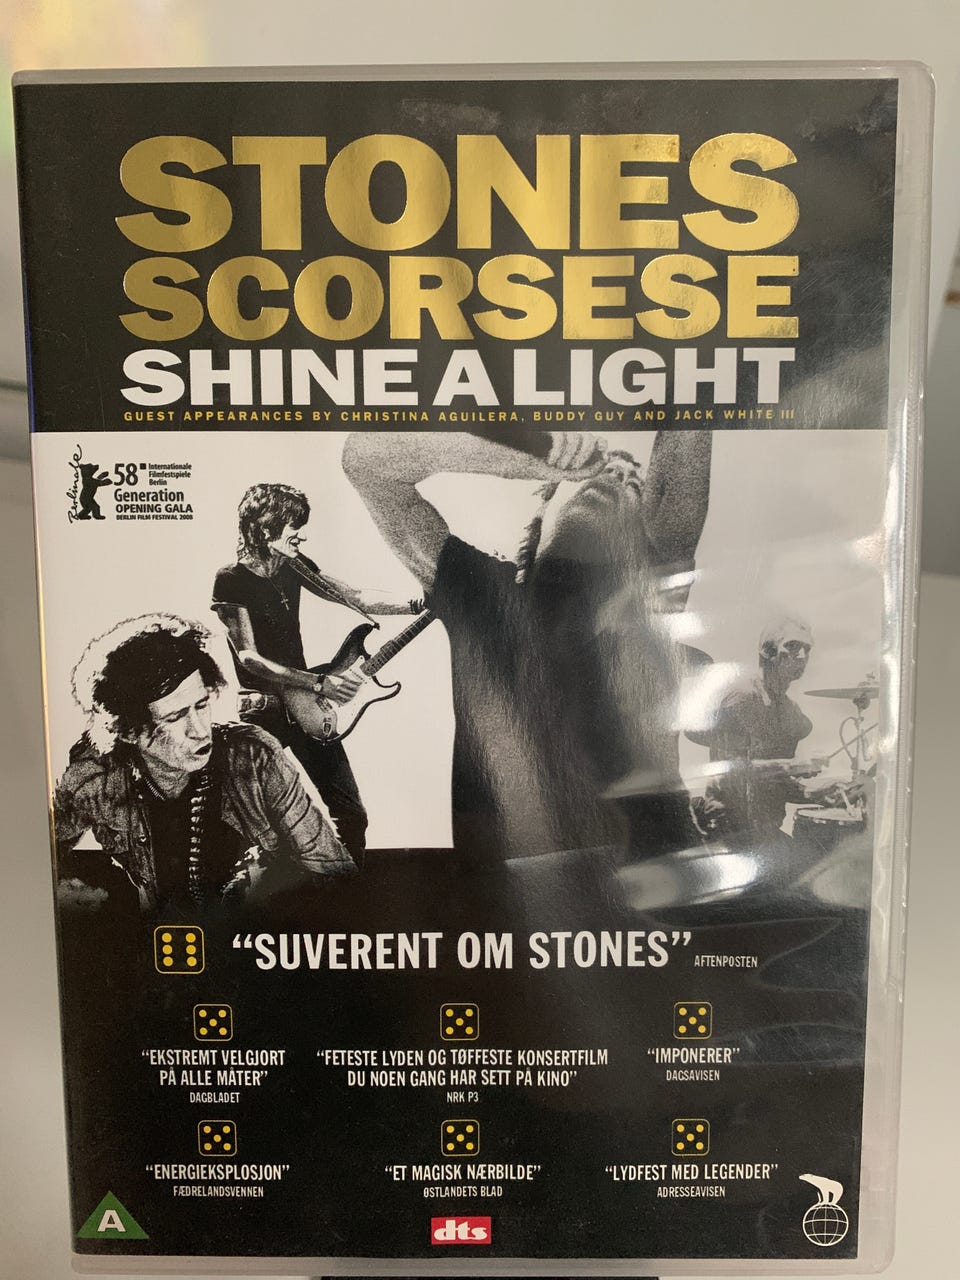 STONES
SCORSESE
SHINE A LIGHT
GUEST APPEARANCES BY CHRISTINA AGUILERA, BUDDY GUY AND JACK WHITE III
Berlinale
58
Internationale
Filmfestspiele
Berlin
Generation
OPENING GALA
BERLIN FILM FESTIVAL 2008
“SUVERENT OM STONES” AFTENPOSTEN
“EKSTREMT VELGJORT
PÅ ALLE MÅTER”
DAGBLADET
“FETESTE LYDEN OG TØFFESTE KONSERTFILM
DU NOEN GANG HAR SETT PÅ KINO”
NRK P3
“IMPONERER”
DAGSAVISEN
“ENERGIEKSPLOSJON”
FÆDRELANDSVENNEN
“ET MAGISK NÆRBILDE”
ØSTLANDETS BLAD
“LYDFEST MED LEGENDER”
ADRESSEAVISEN
A
dts